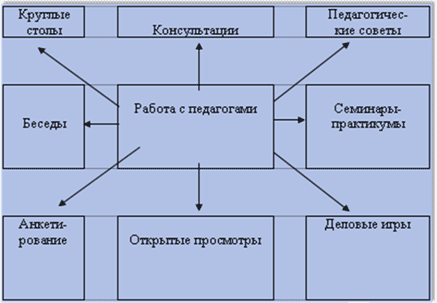 Круглые
столы
Консультации
Педагогичес-
кие советы
Беседы
Работа с педагогами
Семинары-
практикумы
Анкети-
рование
Открытые просмотры
Деловые игры